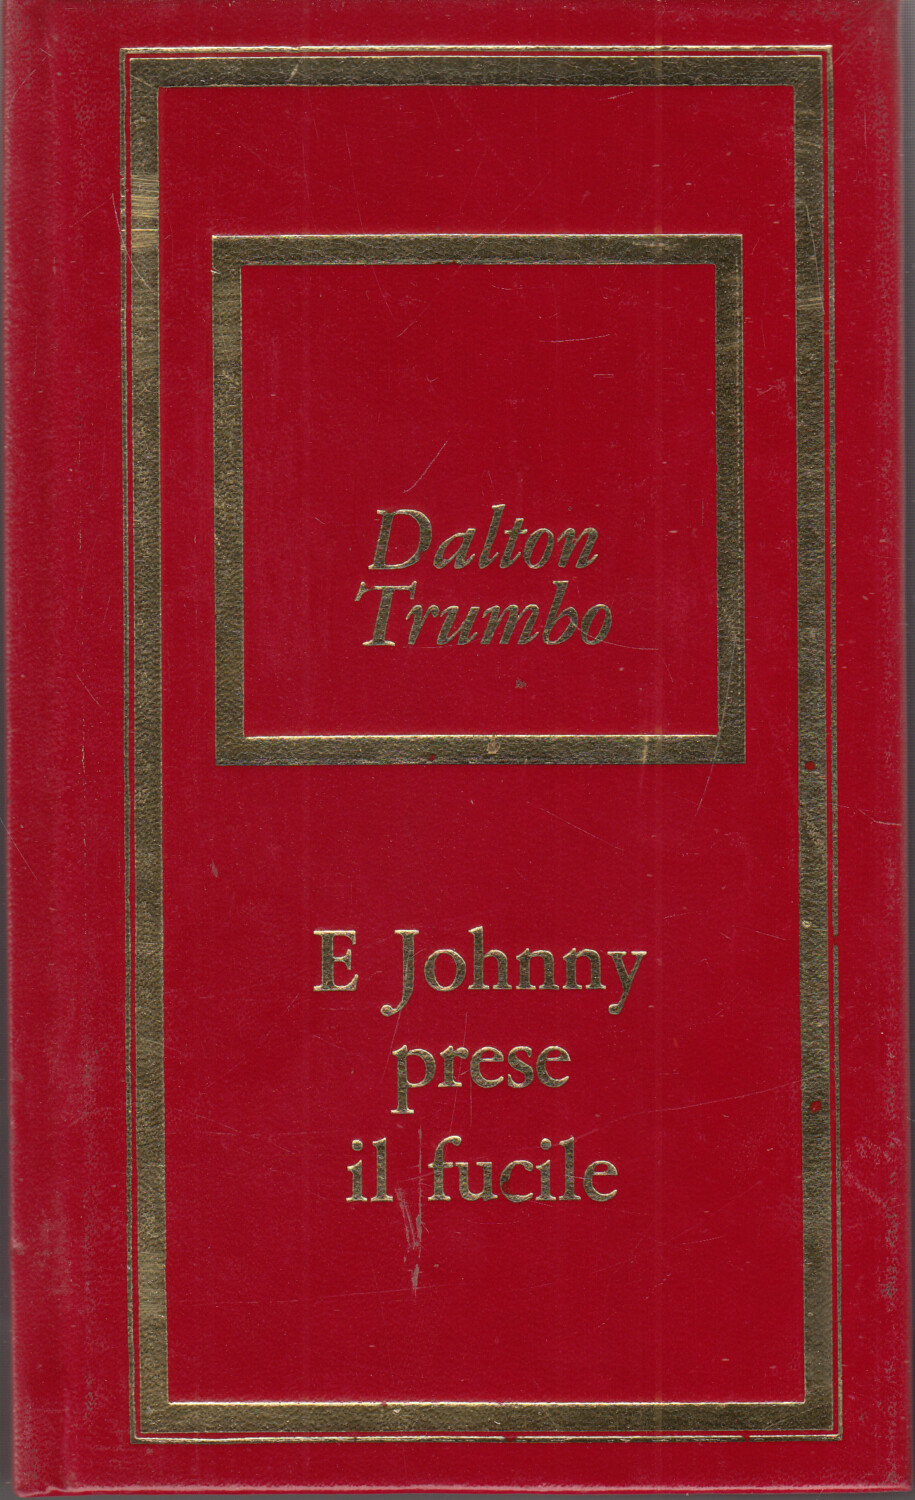 Dalton
Trumbo
E Johnny
prese
il fucile